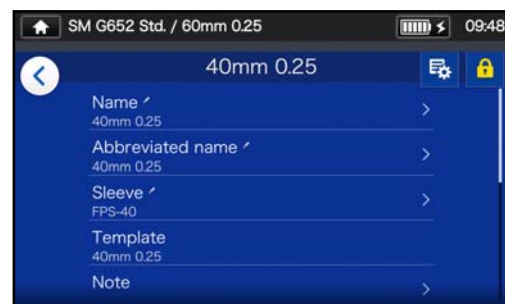 SM G652 Std. / 60mm 0.25
09:48
40mm 0.25
Name
40mm 0.25
Abbreviated name
40mm 0.25
Sleeve
FPS-40
Template
40mm 0.25
Note